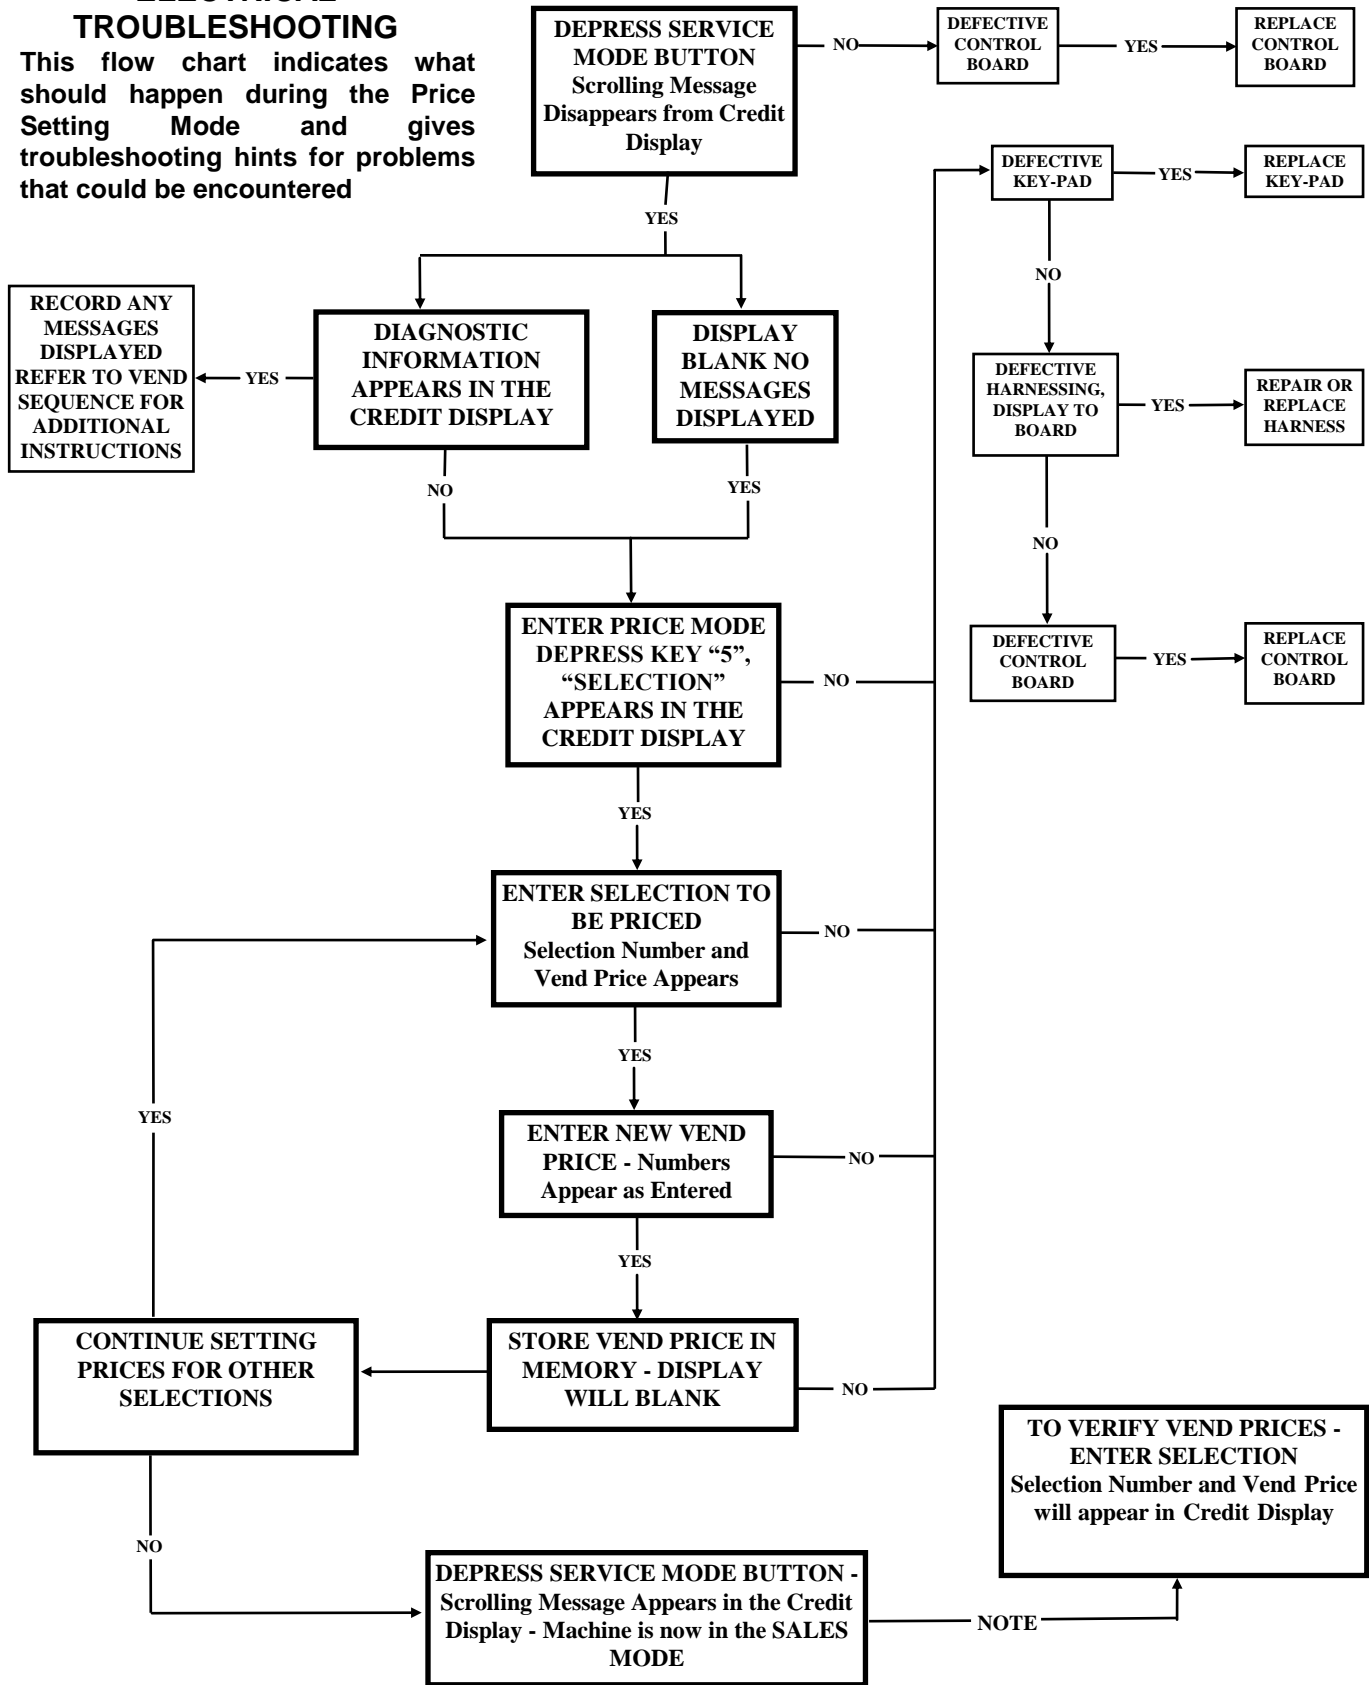 ELECTRICAL
TROUBLESHOOTING
This flow chart indicates what
should happen during the Price
Setting Mode and gives
troubleshooting hints for problems
that could be encountered
DEPRESS SERVICE
MODE BUTTON
Scrolling Message
Disappears from Credit
Display
NO
DEFECTIVE
CONTROL
BOARD
YES
REPLACE
CONTROL
BOARD
DEFECTIVE
KEY-PAD
YES
REPLACE
KEY-PAD
YES
NO
RECORD ANY
MESSAGES
DISPLAYED
REFER TO VEND
SEQUENCE FOR
ADDITIONAL
INSTRUCTIONS
YES
DIAGNOSTIC
INFORMATION
APPEARS IN THE
CREDIT DISPLAY
DISPLAY
BLANK NO
MESSAGES
DISPLAYED
DEFECTIVE
HARNESSING,
DISPLAY TO
BOARD
YES
REPAIR OR
REPLACE
HARNESS
NO
YES
NO
ENTER PRICE MODE
DEPRESS KEY “5”,
“SELECTION”
APPEARS IN THE
CREDIT DISPLAY
NO
DEFECTIVE
CONTROL
BOARD
YES
REPLACE
CONTROL
BOARD
YES
ENTER SELECTION TO
BE PRICED
Selection Number and
Vend Price Appears
NO
YES
YES
ENTER NEW VEND
PRICE - Numbers
Appear as Entered
NO
YES
CONTINUE SETTING
PRICES FOR OTHER
SELECTIONS
STORE VEND PRICE IN
MEMORY - DISPLAY
WILL BLANK
NO
TO VERIFY VEND PRICES -
ENTER SELECTION
Selection Number and Vend Price
will appear in Credit Display
NO
DEPRESS SERVICE MODE BUTTON -
Scrolling Message Appears in the Credit
Display - Machine is now in the SALES
MODE
NOTE